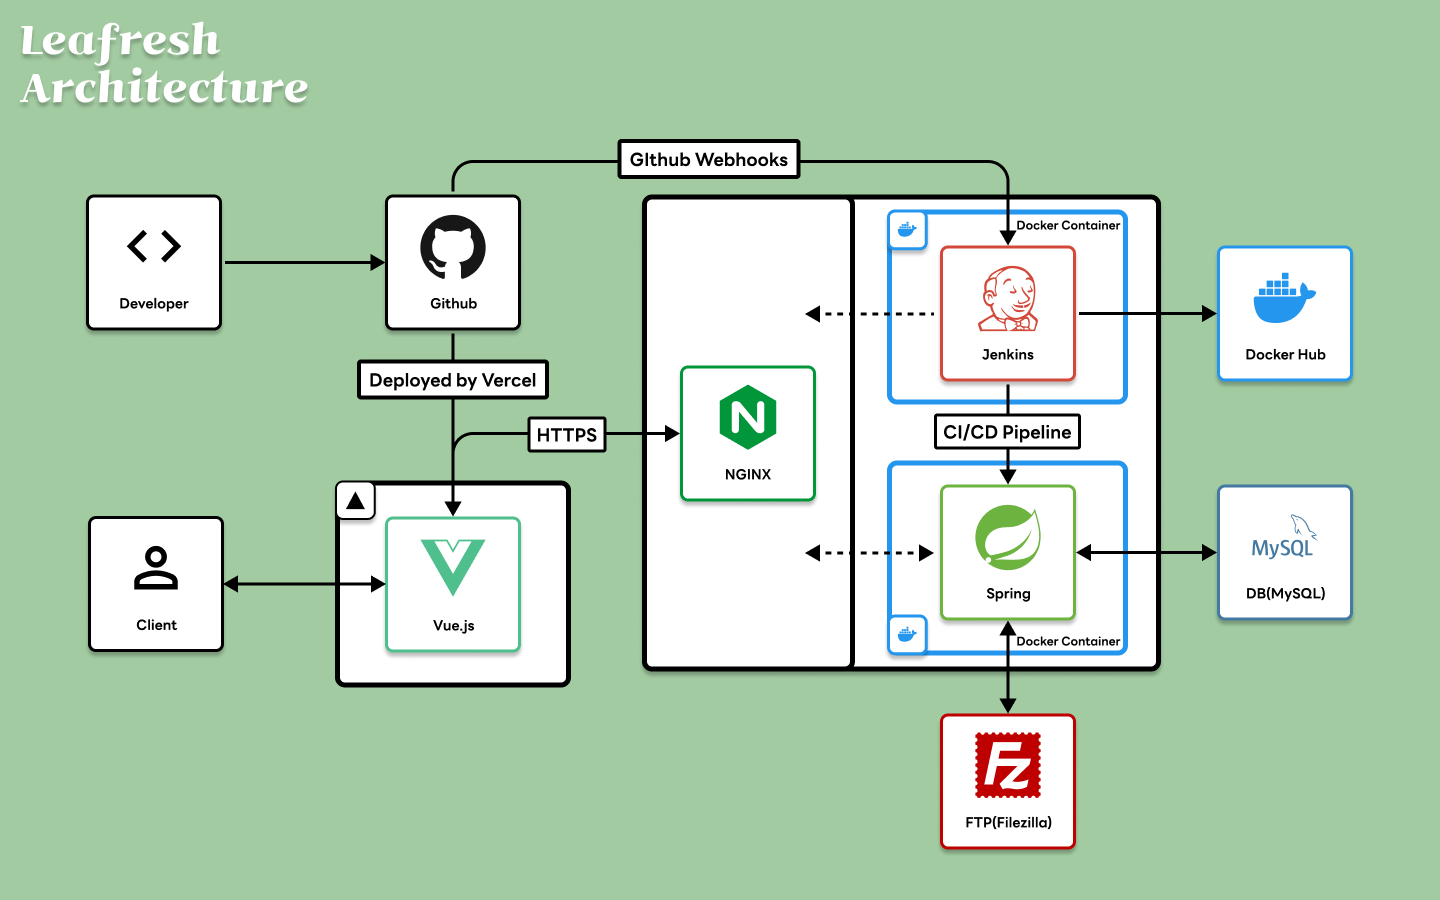 Leafresh
Architecture
GIthub Webhooks
Developer
Github
Docker Container
Jenkins
Docker Hub
Deployed by Vercel
HTTPS
NGINX
CI/CD Pipeline
Client
Vue.js
Spring
MySQL
DB(MySQL)
Docker Container
Fz
FTP(Filezilla)